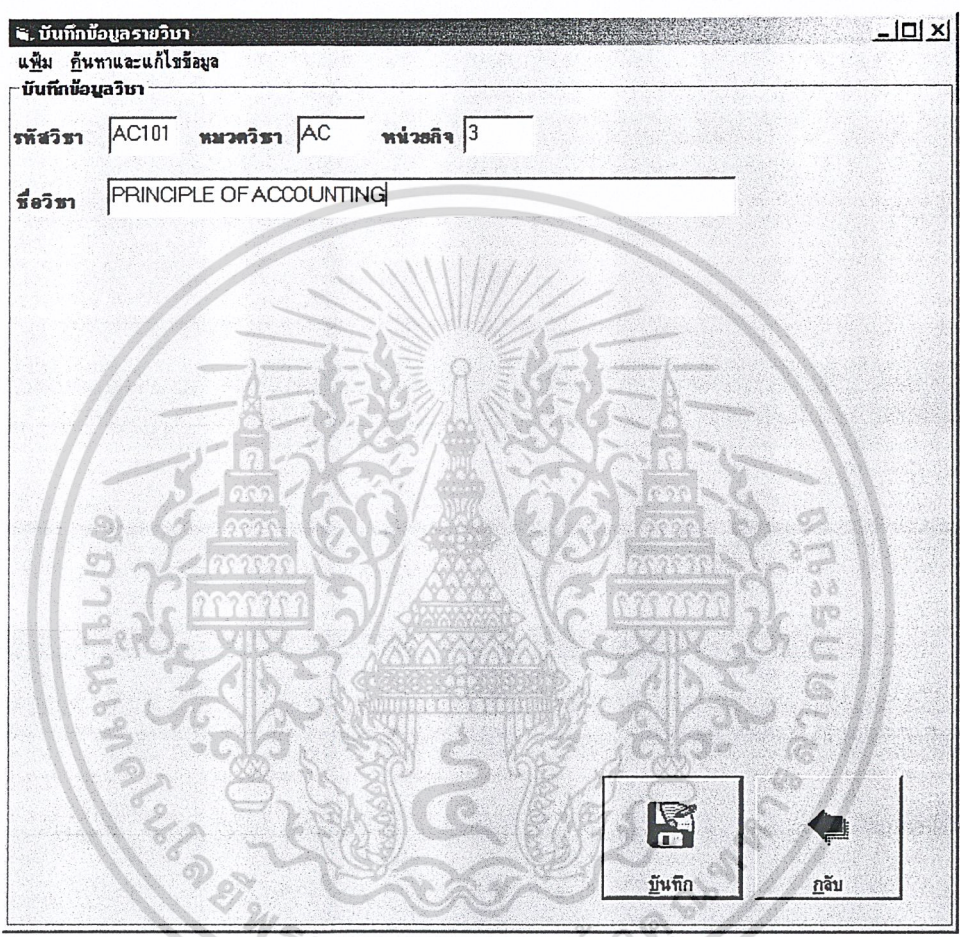 บันทึกข้อมูลรายวิชา
แฟ้ม ค้นหาและแก้ไขข้อมูล
บันทึกข้อมูลวิชา
รหัสวิชา AC101 หมวดวิชา AC หน่วยกิจ 3
ชื่อวิชา PRINCIPLE OF ACCOUNTING
บันทึก กลับ